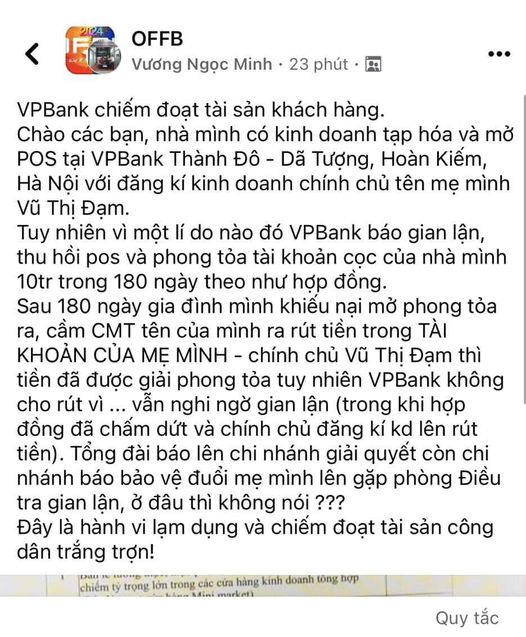 2024
OFFB
Vương Ngọc Minh · 23 phút ·
VPBank chiếm đoạt tài sản khách hàng.
Chào các bạn, nhà mình có kinh doanh tạp hóa và mở
POS tại VPBank Thành Đô - Dã Tượng, Hoàn Kiếm,
Hà Nội với đăng kí kinh doanh chính chủ tên mẹ mình
Vũ Thị Đạm.
Tuy nhiên vì một lí do nào đó VPBank báo gian lận,
thu hồi pos và phong tỏa tài khoản cọc của nhà mình
10tr trong 180 ngày theo như hợp đồng.
Sau 180 ngày gia đình mình khiếu nại mở phong tỏa
ra, cầm CMT tên của mình ra rút tiền trong TÀI
KHOẢN CỦA MẸ MÌNH - chính chủ Vũ Thị Đạm thì
tiền đã được giải phong tỏa tuy nhiên VPBank không
cho rút vì ... vẫn nghi ngờ gian lận (trong khi hợp
đồng đã chấm dứt và chính chủ đăng kí kd lên rút
tiền). Tổng đài báo lên chi nhánh giải quyết còn chi
nhánh báo bảo vệ đuổi mẹ mình lên gặp phòng Điều
tra gian lận, ở đâu thì không nói ???
Đây là hành vi lạm dụng và chiếm đoạt tài sản công
dân trắng trợn!
chiếm tỷ trọng lớn trong các cửa hàng kinh doanh tổng hợp
Quy tắc